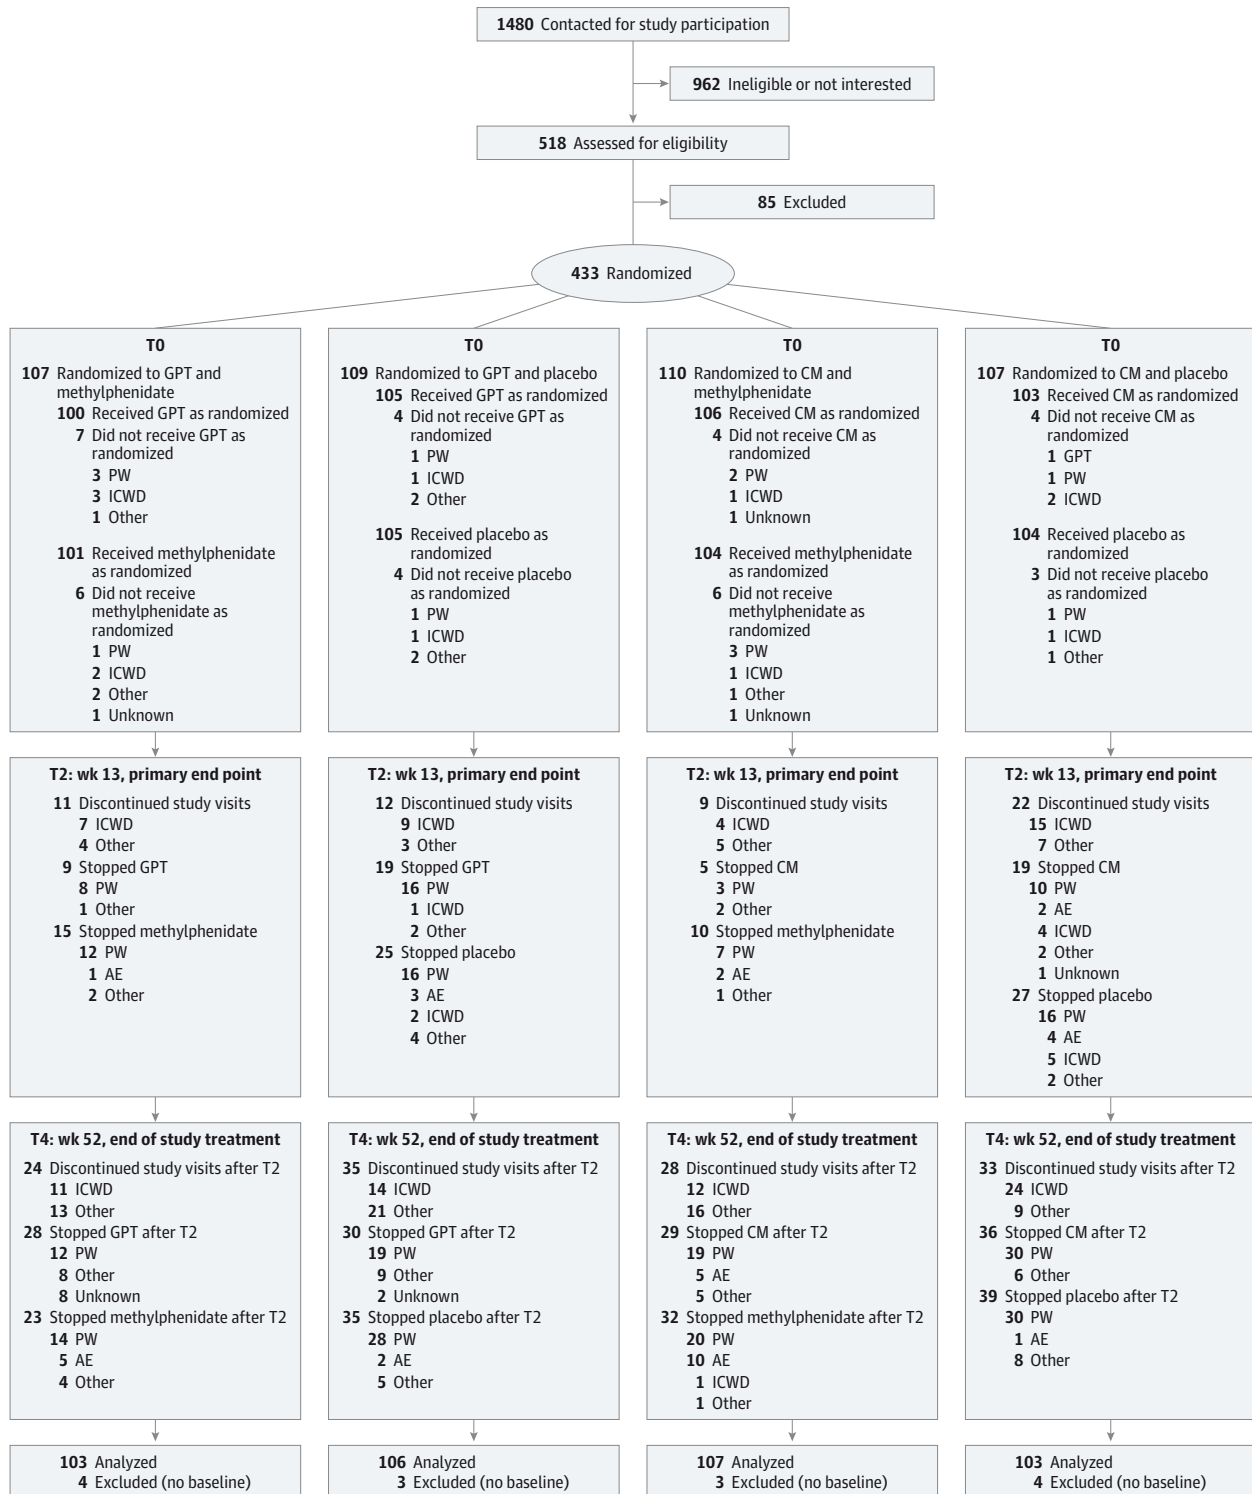 1480 Contacted for study participation
962 Ineligible or not interested
518 Assessed for eligibility
85 Excluded
433 Randomized
T0
107 Randomized to GPT and
methylphenidate
100 Received GPT as randomized
7 Did not receive GPT as
randomized
3 PW
3 ICWD
1 Other
101 Received methylphenidate
as randomized
6 Did not receive
methylphenidate as
randomized
1 PW
2 ICWD
2 Other
1 Unknown
T0
109 Randomized to GPT and placebo
105 Received GPT as randomized
4 Did not receive GPT as
randomized
1 PW
1 ICWD
2 Other
105 Received placebo as
randomized
4 Did not receive placebo
as randomized
1 PW
1 ICWD
2 Other
T0
110 Randomized to CM and
methylphenidate
106 Received CM as randomized
4 Did not receive CM as
randomized
2 PW
1 ICWD
1 Unknown
104 Received methylphenidate
as randomized
6 Did not receive
methylphenidate as
randomized
3 PW
1 ICWD
1 Other
1 Unknown
T0
107 Randomized to CM and placebo
103 Received CM as randomized
4 Did not receive CM as
randomized
1 GPT
1 PW
2 ICWD
104 Received placebo as
randomized
3 Did not receive placebo
as randomized
1 PW
1 ICWD
1 Other
T2: wk 13, primary end point
11 Discontinued study visits
7 ICWD
4 Other
9 Stopped GPT
8 PW
1 Other
15 Stopped methylphenidate
12 PW
1 AE
2 Other
T2: wk 13, primary end point
12 Discontinued study visits
9 ICWD
3 Other
19 Stopped GPT
16 PW
1 ICWD
2 Other
25 Stopped placebo
16 PW
3 AE
2 ICWD
4 Other
T2: wk 13, primary end point
9 Discontinued study visits
4 ICWD
5 Other
5 Stopped CM
3 PW
2 Other
10 Stopped methylphenidate
7 PW
2 AE
1 Other
T2: wk 13, primary end point
22 Discontinued study visits
15 ICWD
7 Other
19 Stopped CM
10 PW
2 AE
4 ICWD
2 Other
1 Unknown
27 Stopped placebo
16 PW
4 AE
5 ICWD
2 Other
T4: wk 52, end of study treatment
24 Discontinued study visits after T2
11 ICWD
13 Other
28 Stopped GPT after T2
12 PW
8 Other
8 Unknown
23 Stopped methylphenidate after T2
14 PW
5 AE
4 Other
T4: wk 52, end of study treatment
35 Discontinued study visits after T2
14 ICWD
21 Other
30 Stopped GPT after T2
19 PW
9 Other
2 Unknown
35 Stopped placebo after T2
28 PW
2 AE
5 Other
T4: wk 52, end of study treatment
28 Discontinued study visits after T2
12 ICWD
16 Other
29 Stopped CM after T2
19 PW
5 AE
5 Other
32 Stopped methylphenidate after T2
20 PW
10 AE
1 ICWD
1 Other
T4: wk 52, end of study treatment
33 Discontinued study visits after T2
24 ICWD
9 Other
36 Stopped CM after T2
30 PW
6 Other
39 Stopped placebo after T2
30 PW
1 AE
8 Other
103 Analyzed
4 Excluded (no baseline)
106 Analyzed
3 Excluded (no baseline)
107 Analyzed
3 Excluded (no baseline)
103 Analyzed
4 Excluded (no baseline)